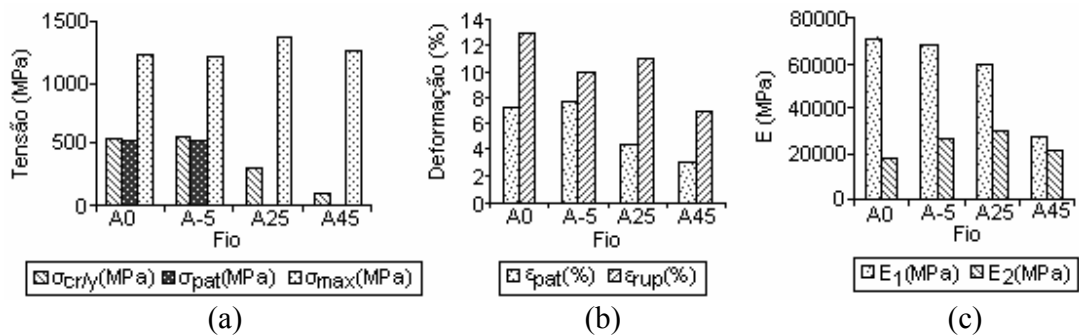 Tensão (MPa)
1500
1000
500
0
A0 A-5 A25 A45
Fio
σcr/y(MPa) σpat(MPa) σmax(MPa)
(a)
Deformação (%)
14
12
10
8
6
4
2
0
A0 A-5 A25 A45
Fio
εpat(%) εrup(%)
(b)
E (MPa)
80000
60000
40000
20000
0
A0 A-5 A25 A45
Fio
E1(MPa) E2(MPa)
(c)